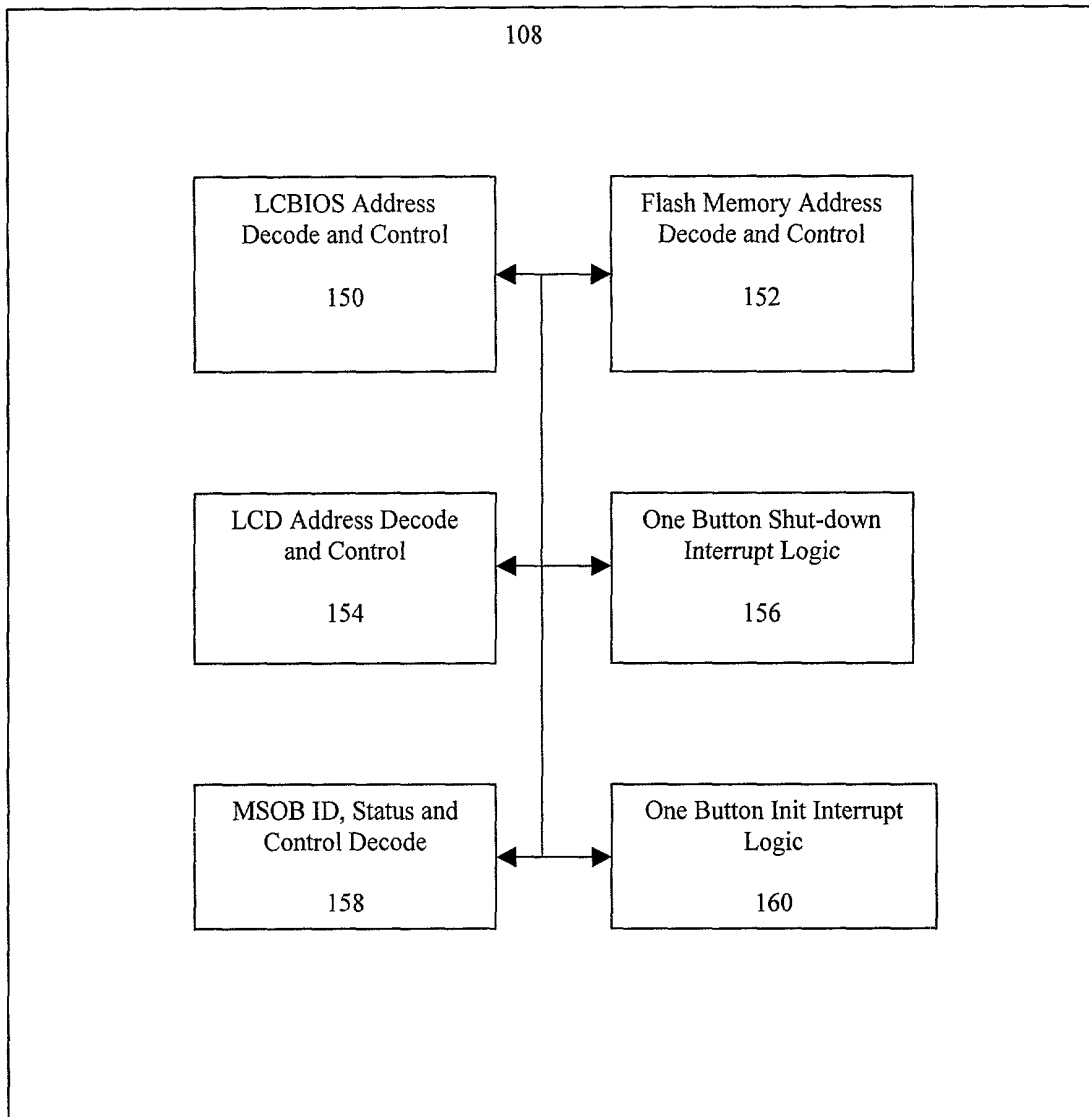 108
LCBIOS Address
Decode and Control
150
Flash Memory Address
Decode and Control
152
LCD Address Decode
and Control
154
One Button Shut-down
Interrupt Logic
156
MSOB ID, Status and
Control Decode
158
One Button Init Interrupt
Logic
160